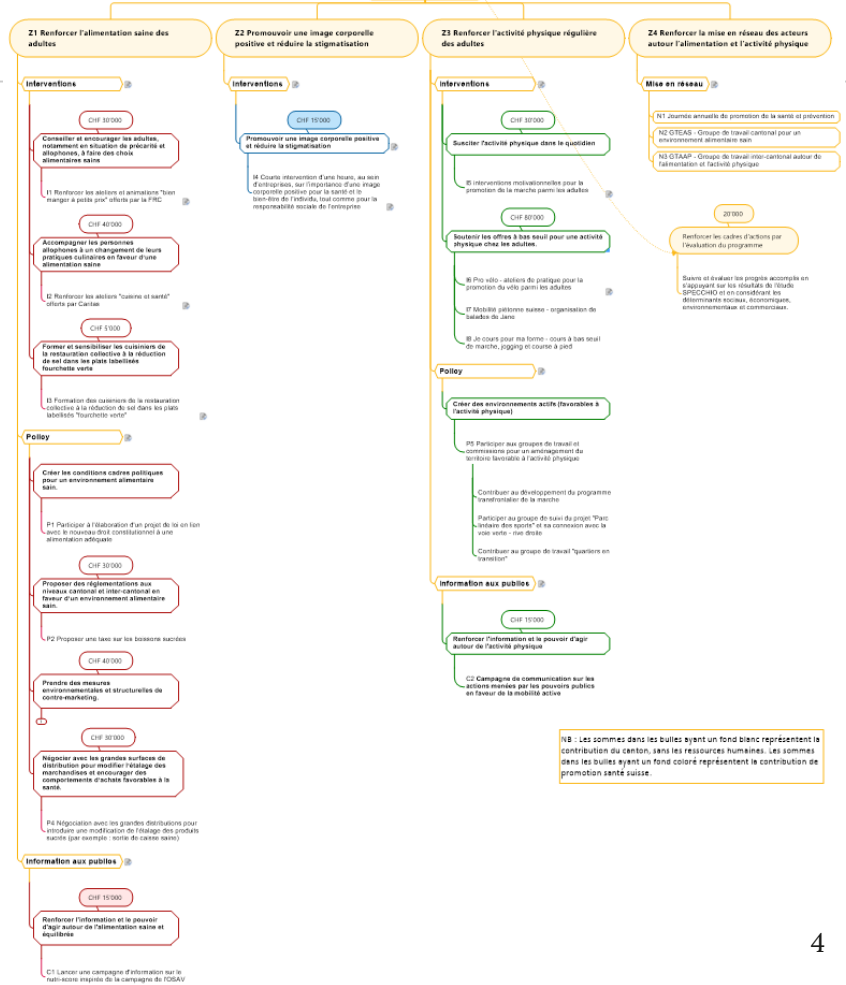 Z1 Renforcer l'alimentation saine des
adultes
Interventions
CHF 30'000
Conseiller et encourager les adultes,
notamment en situation de précarité et
allophones, à faire des choix
alimentaires sains
I1 Renforcer les ateliers et animations "bien
manger à petits prix" offerts par la FRC
CHF 40'000
Accompagner les personnes
allophones à un changement de leurs
pratiques culinaires en faveur d'une
alimentation saine
I2 Renforcer les ateliers "cuisine et santé"
offerts par Caritas
CHF 5'000
Former et sensibiliser les cuisiniers de
la restauration collective à la réduction
de sel dans les plats labellisés
fourchette verte
I3 Formation des cuisiniers de la restauration
collective à la réduction de sel dans les plats
labellisés "fourchette verte"
Policy
Créer les conditions cadres politiques
pour un environnement alimentaire
sain.
P1 Participer à l'élaboration d'un projet de loi en lien
avec le nouveau droit constitutionnel à une
alimentation adéquate
CHF 30'000
Proposer des réglementations aux
niveaux cantonal et inter-cantonal en
faveur d'un environnement alimentaire
sain.
P2 Proposer une taxe sur les boissons sucrées
CHF 40'000
Prendre des mesures
environnementales et structurelles de
contre-marketing.
CHF 30'000
Négocier avec les grandes surfaces de
distribution pour modifier l'étalage des
marchandises et encourager des
comportements d'achats favorables à la
santé.
P4 Négociation avec les grandes distributions pour
introduire une modification de l'étalage des produits
sucrés (par exemple : sortie de caisse saine)
Information aux publics
CHF 15'000
Renforcer l'information et le pouvoir
d'agir autour de l'alimentation saine et
équilibrée
C1 Lancer une campagne d'information sur le
nutri-score inspirée de la campagne de l'OSAV
Z2 Promouvoir une image corporelle
positive et réduire la stigmatisation
Interventions
CHF 15'000
Promouvoir une image corporelle positive
et réduire la stigmatisation
I4 Courte intervention d'une heure, au sein
d'entreprises, sur l'importance d'une image
corporelle positive pour la santé et le
bien-être de l'individu, tout comme pour la
responsabilité sociale de l'entreprise
Z3 Renforcer l'activité physique régulière
des adultes
Interventions
CHF 30'000
Susciter l'activité physique dans le quotidien
I5 Interventions motivationnelles pour la
promotion de la marche parmi les adultes
CHF 80'000
Soutenir les offres à bas seuil pour une activité
physique chez les adultes.
I6 Pro vélo - ateliers de pratique pour la
promotion du vélo parmi les adultes
I7 Mobilité piétonne suisse - organisation de
balades de Jane
I8 Je cours pour ma forme - cours à bas seuil
de marche, jogging et course à pied
Policy
Créer des environnements actifs (favorables à
l'activité physique)
P5 Participer aux groupes de travail et
commissions pour un aménagement du
territoire favorable à l'activité physique
Contribuer au développement du programme
transfrontalier de la marche
Participer au groupe de suivi du projet "Parc
linéaire des sports" et sa connexion avec la
voie verte - rive droite
Contribuer au groupe de travail "quartiers en
transition"
Information aux publics
CHF 15'000
Renforcer l'information et le pouvoir d'agir
autour de l'activité physique
C2 Campagne de communication sur les
actions menées par les pouvoirs publics
en faveur de la mobilité active
Z4 Renforcer la mise en réseau des acteurs
autour l'alimentation et l'activité physique
Mise en réseau
N1 Journée annuelle de promotion de la santé et prévention
N2 GTEAS - Groupe de travail cantonal pour un
environnement alimentaire sain
N3 GTAAP - Groupe de travail inter-cantonal autour de
l'alimentation et l'activité physique
20'000
Renforcer les cadres d'actions par
l'évaluation du programme
Suivre et évaluer les progrès accomplis en
s'appuyant sur les résultats de l'étude
SPECCHIO et en considérant les
déterminants sociaux, économiques,
environnementaux et commerciaux.
NB : Les sommes dans les bulles ayant un fond blanc représentent la
contribution du canton, sans les ressources humaines. Les sommes
dans les bulles ayant un fond coloré représentent la contribution de
promotion santé suisse.
4